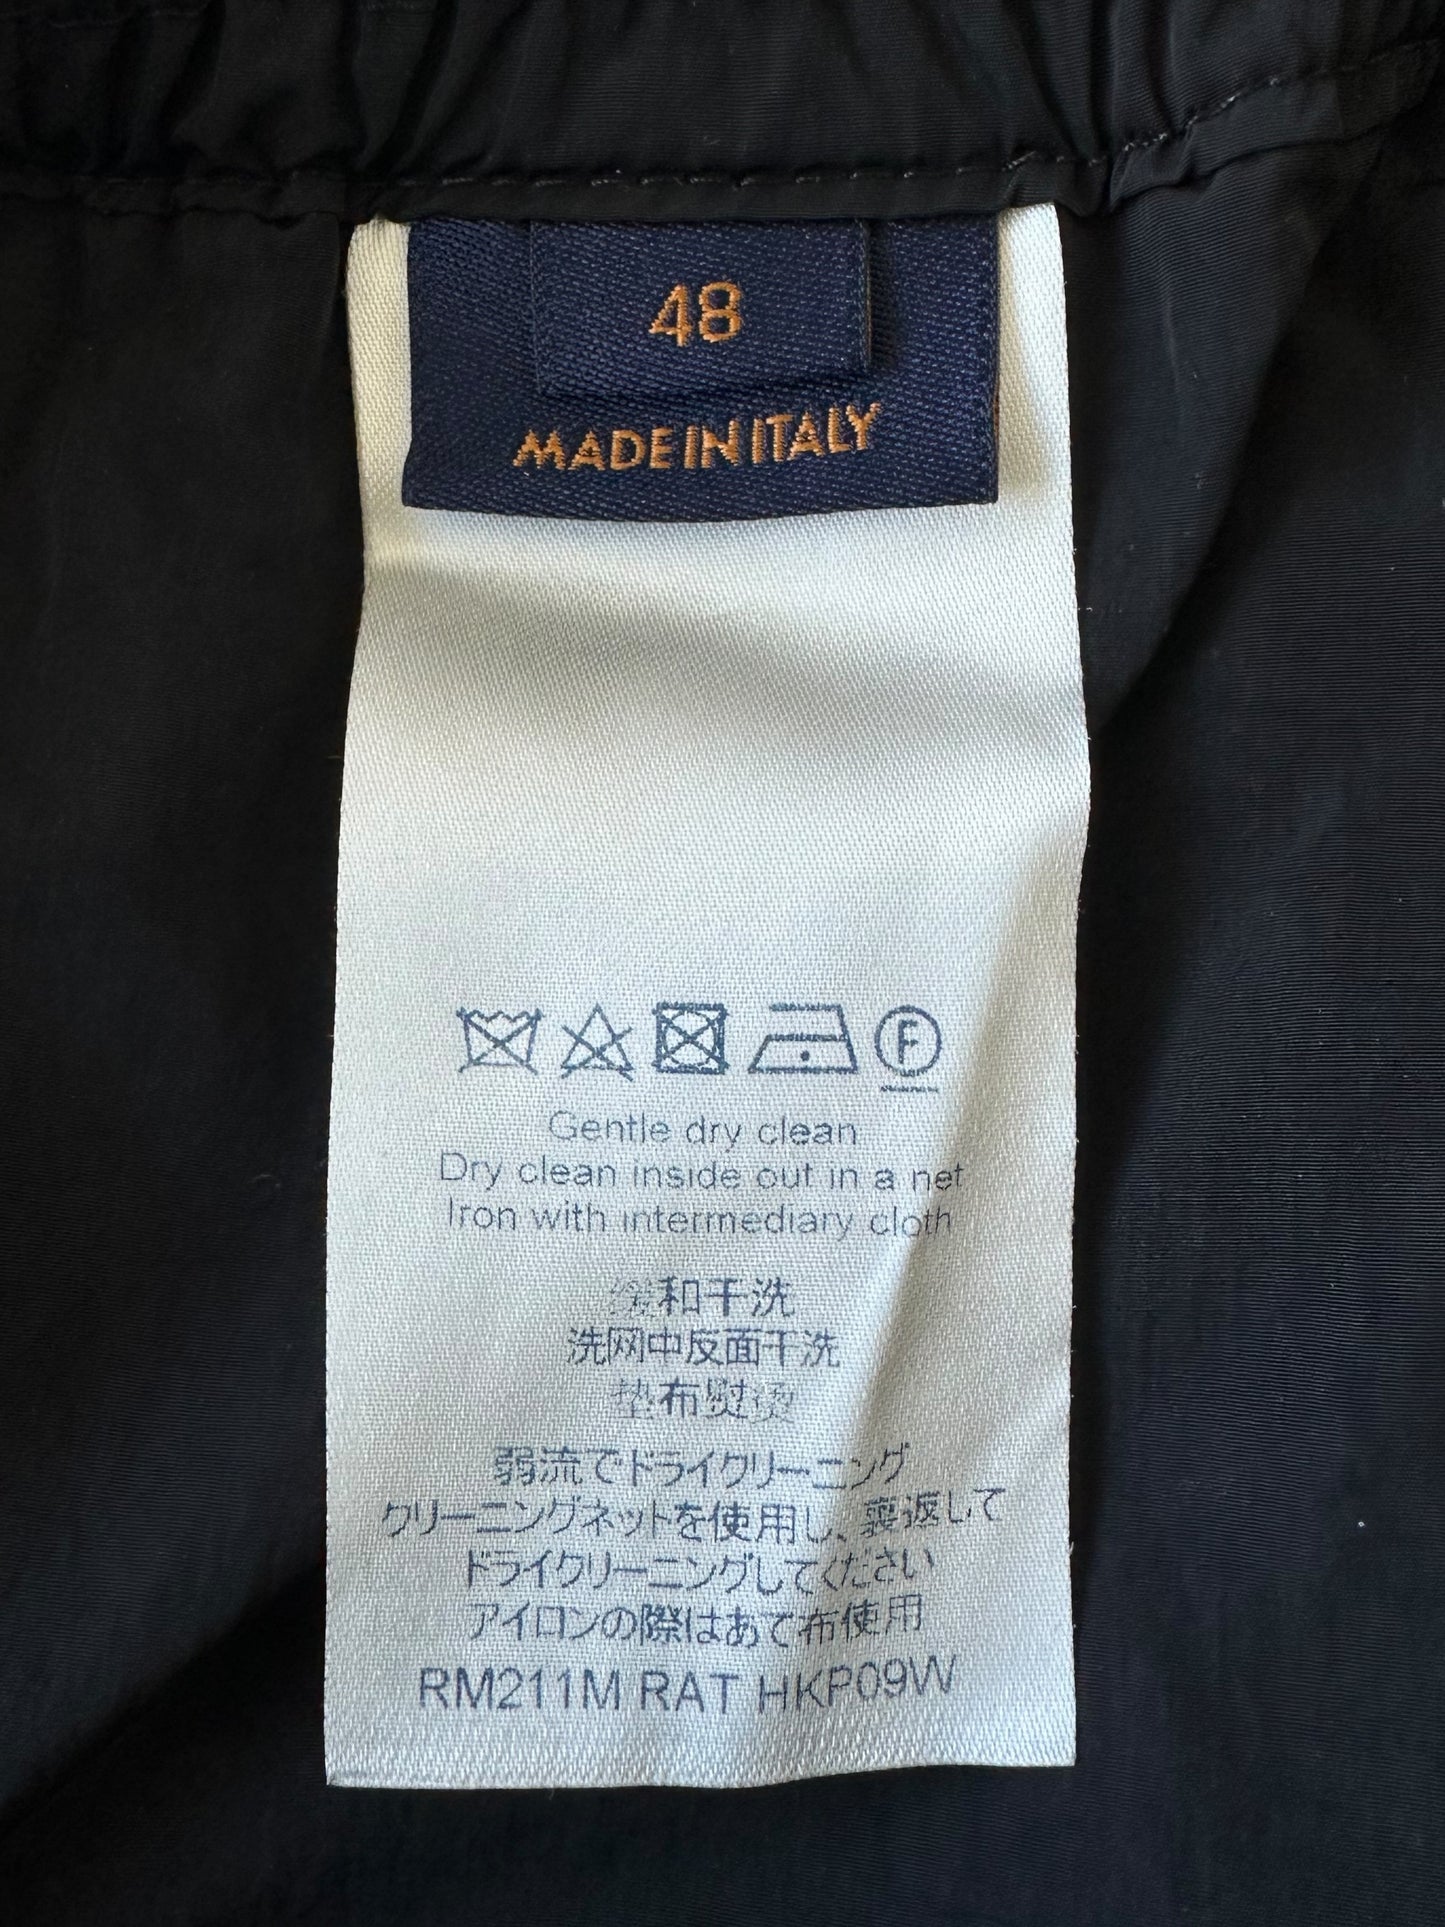 48
MADE IN ITALY
F
Gentle dry clean
Dry clean inside out in a net
Iron with intermediary cloth
缓和干洗
洗网中反面干洗
垫布熨烫
弱流でドライクリーニング
クリーニングネットを使用し、裏返して
ドライクリーニングしてください
アイロンの際はあて布使用
RM211M RAT HKP09W